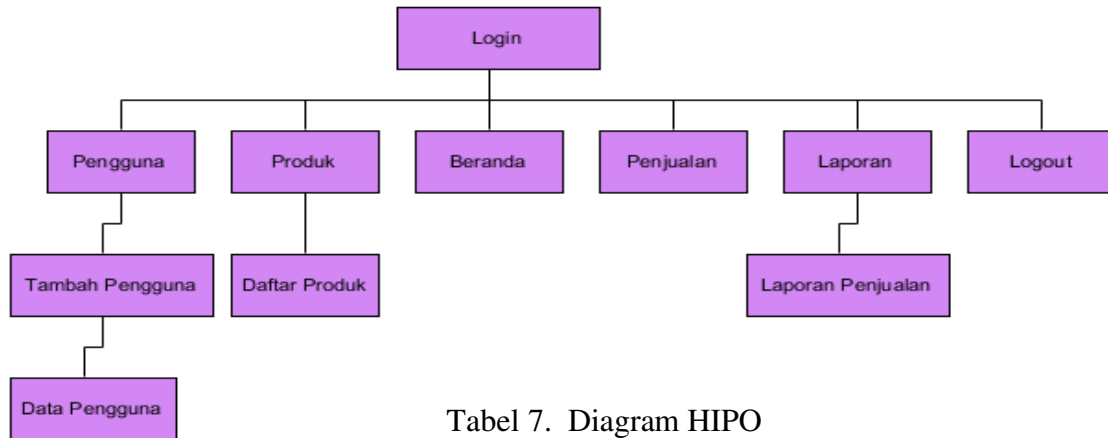 Login
Pengguna
Produk
Beranda
Penjualan
Laporan
Logout
Tambah Pengguna
Daftar Produk
Laporan Penjualan
Data Pengguna
Tabel 7. Diagram HIPO